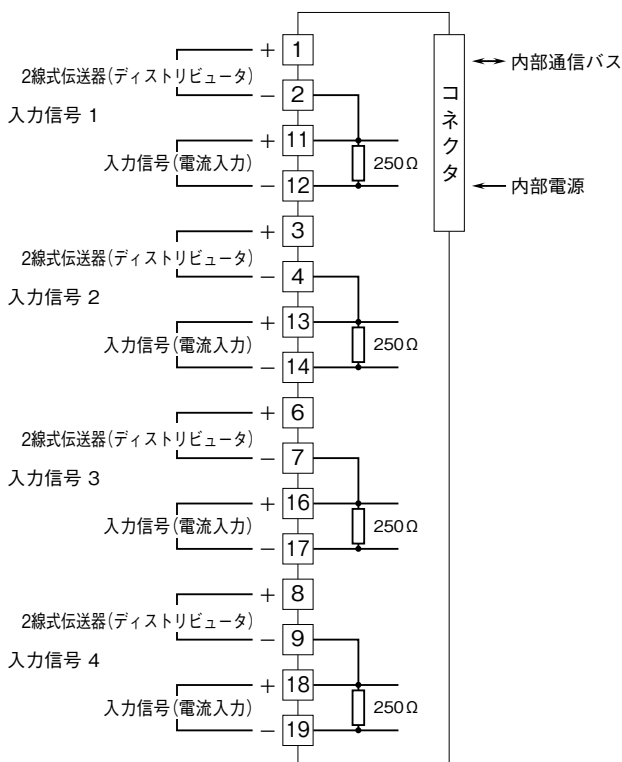 + 1
2線式伝送器(ディストリビュータ)
− 2
入力信号 1
+ 11
入力信号(電流入力)
250Ω
− 12
+ 3
2線式伝送器(ディストリビュータ)
− 4
入力信号 2
+ 13
入力信号(電流入力)
250Ω
− 14
+ 6
2線式伝送器(ディストリビュータ)
− 7
入力信号 3
+ 16
入力信号(電流入力)
250Ω
− 17
+ 8
2線式伝送器(ディストリビュータ)
− 9
入力信号 4
+ 18
入力信号(電流入力)
250Ω
− 19
コネクタ
内部通信バス
内部電源